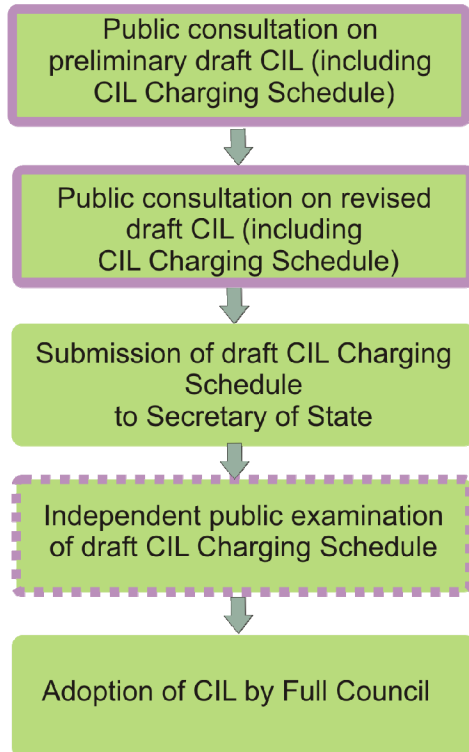 Public consultation on
preliminary draft CIL (including
CIL Charging Schedule)
Public consultation on revised
draft CIL (including
CIL Charging Schedule)
Submission of draft CIL Charging
Schedule
to Secretary of State
Independent public examination
of draft CIL Charging Schedule
Adoption of CIL by Full Council